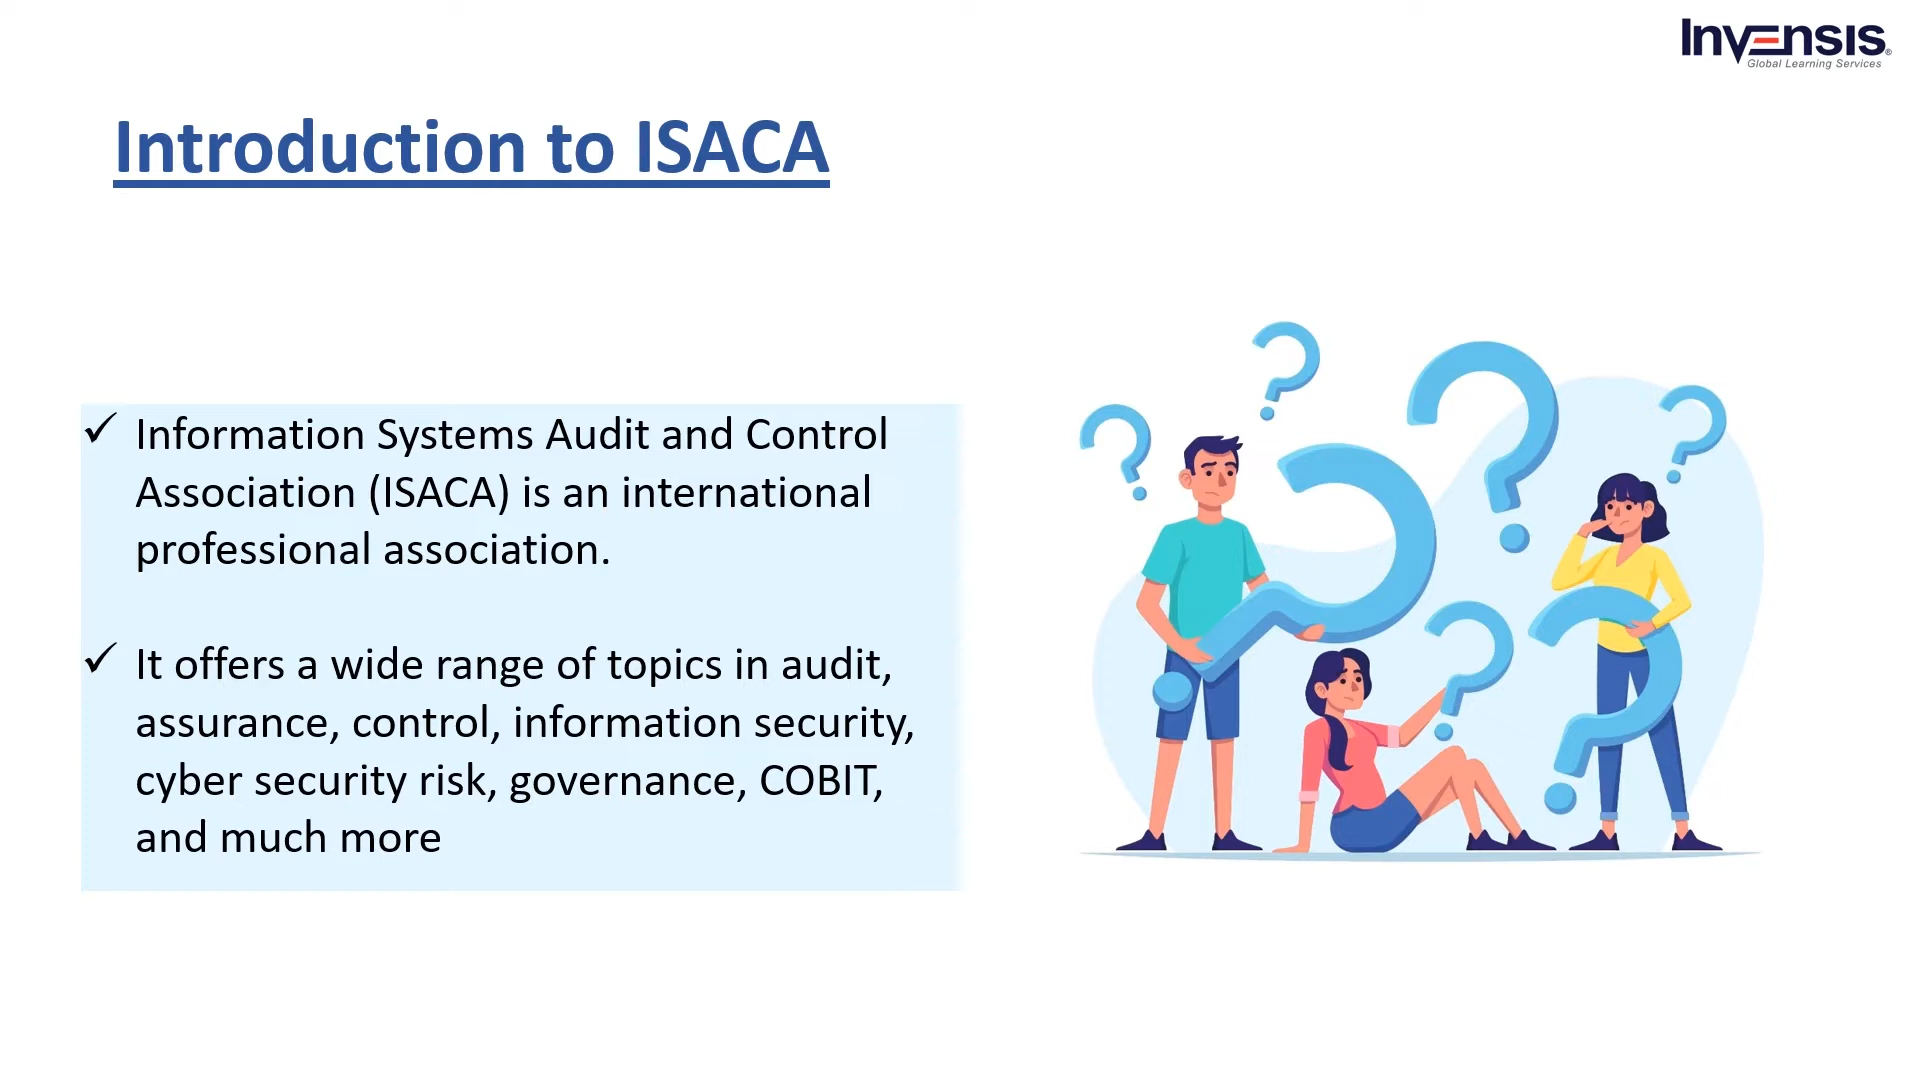 Invensis
Global Learning Services
Introduction to ISACA
✓ Information Systems Audit and Control
Association (ISACA) is an international
professional association.
✓ It offers a wide range of topics in audit,
assurance, control, information security,
cyber security risk, governance, COBIT,
and much more